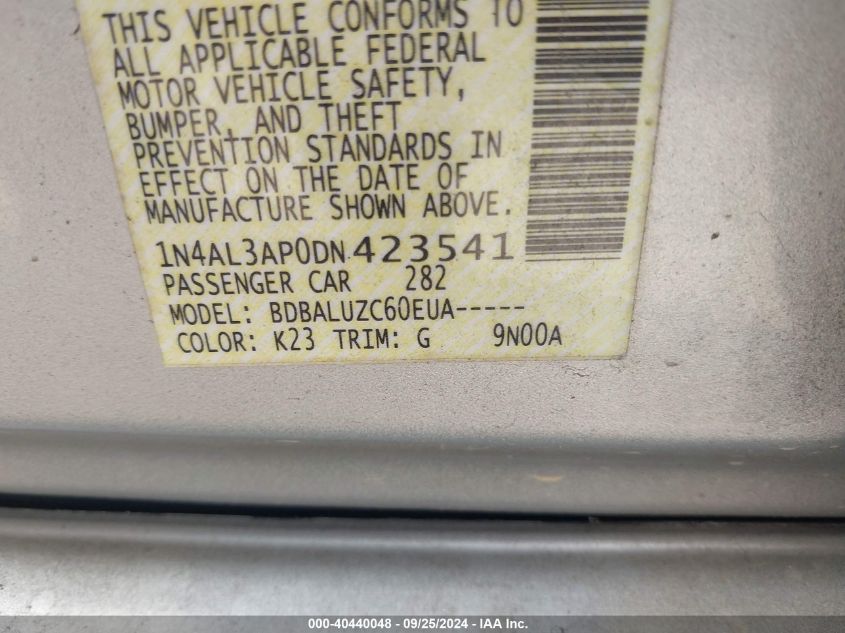 THIS VEHICLE CONFORMS TO
ALL APPLICABLE FEDERAL
MOTOR VEHICLE SAFETY,
BUMPER, AND THEFT
PREVENTION STANDARDS IN
EFFECT ON THE DATE OF
MANUFACTURE SHOWN ABOVE.
1N4AL3AP0DN 423541
PASSENGER CAR 282
MODEL: BDBALUZC60EUA-----
COLOR: K23 TRIM: G 9N00A
000-40440048 - 09/25/2024 - IAA Inc.